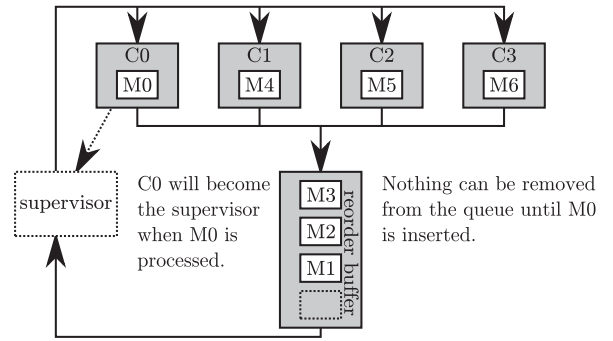 C0
C1
C2
C3
M0
M4
M5
M6
supervisor
C0 will become
the supervisor
when M0 is
processed.
M3
M2
M1
reorder buffer
Nothing can be removed
from the queue until M0
is inserted.